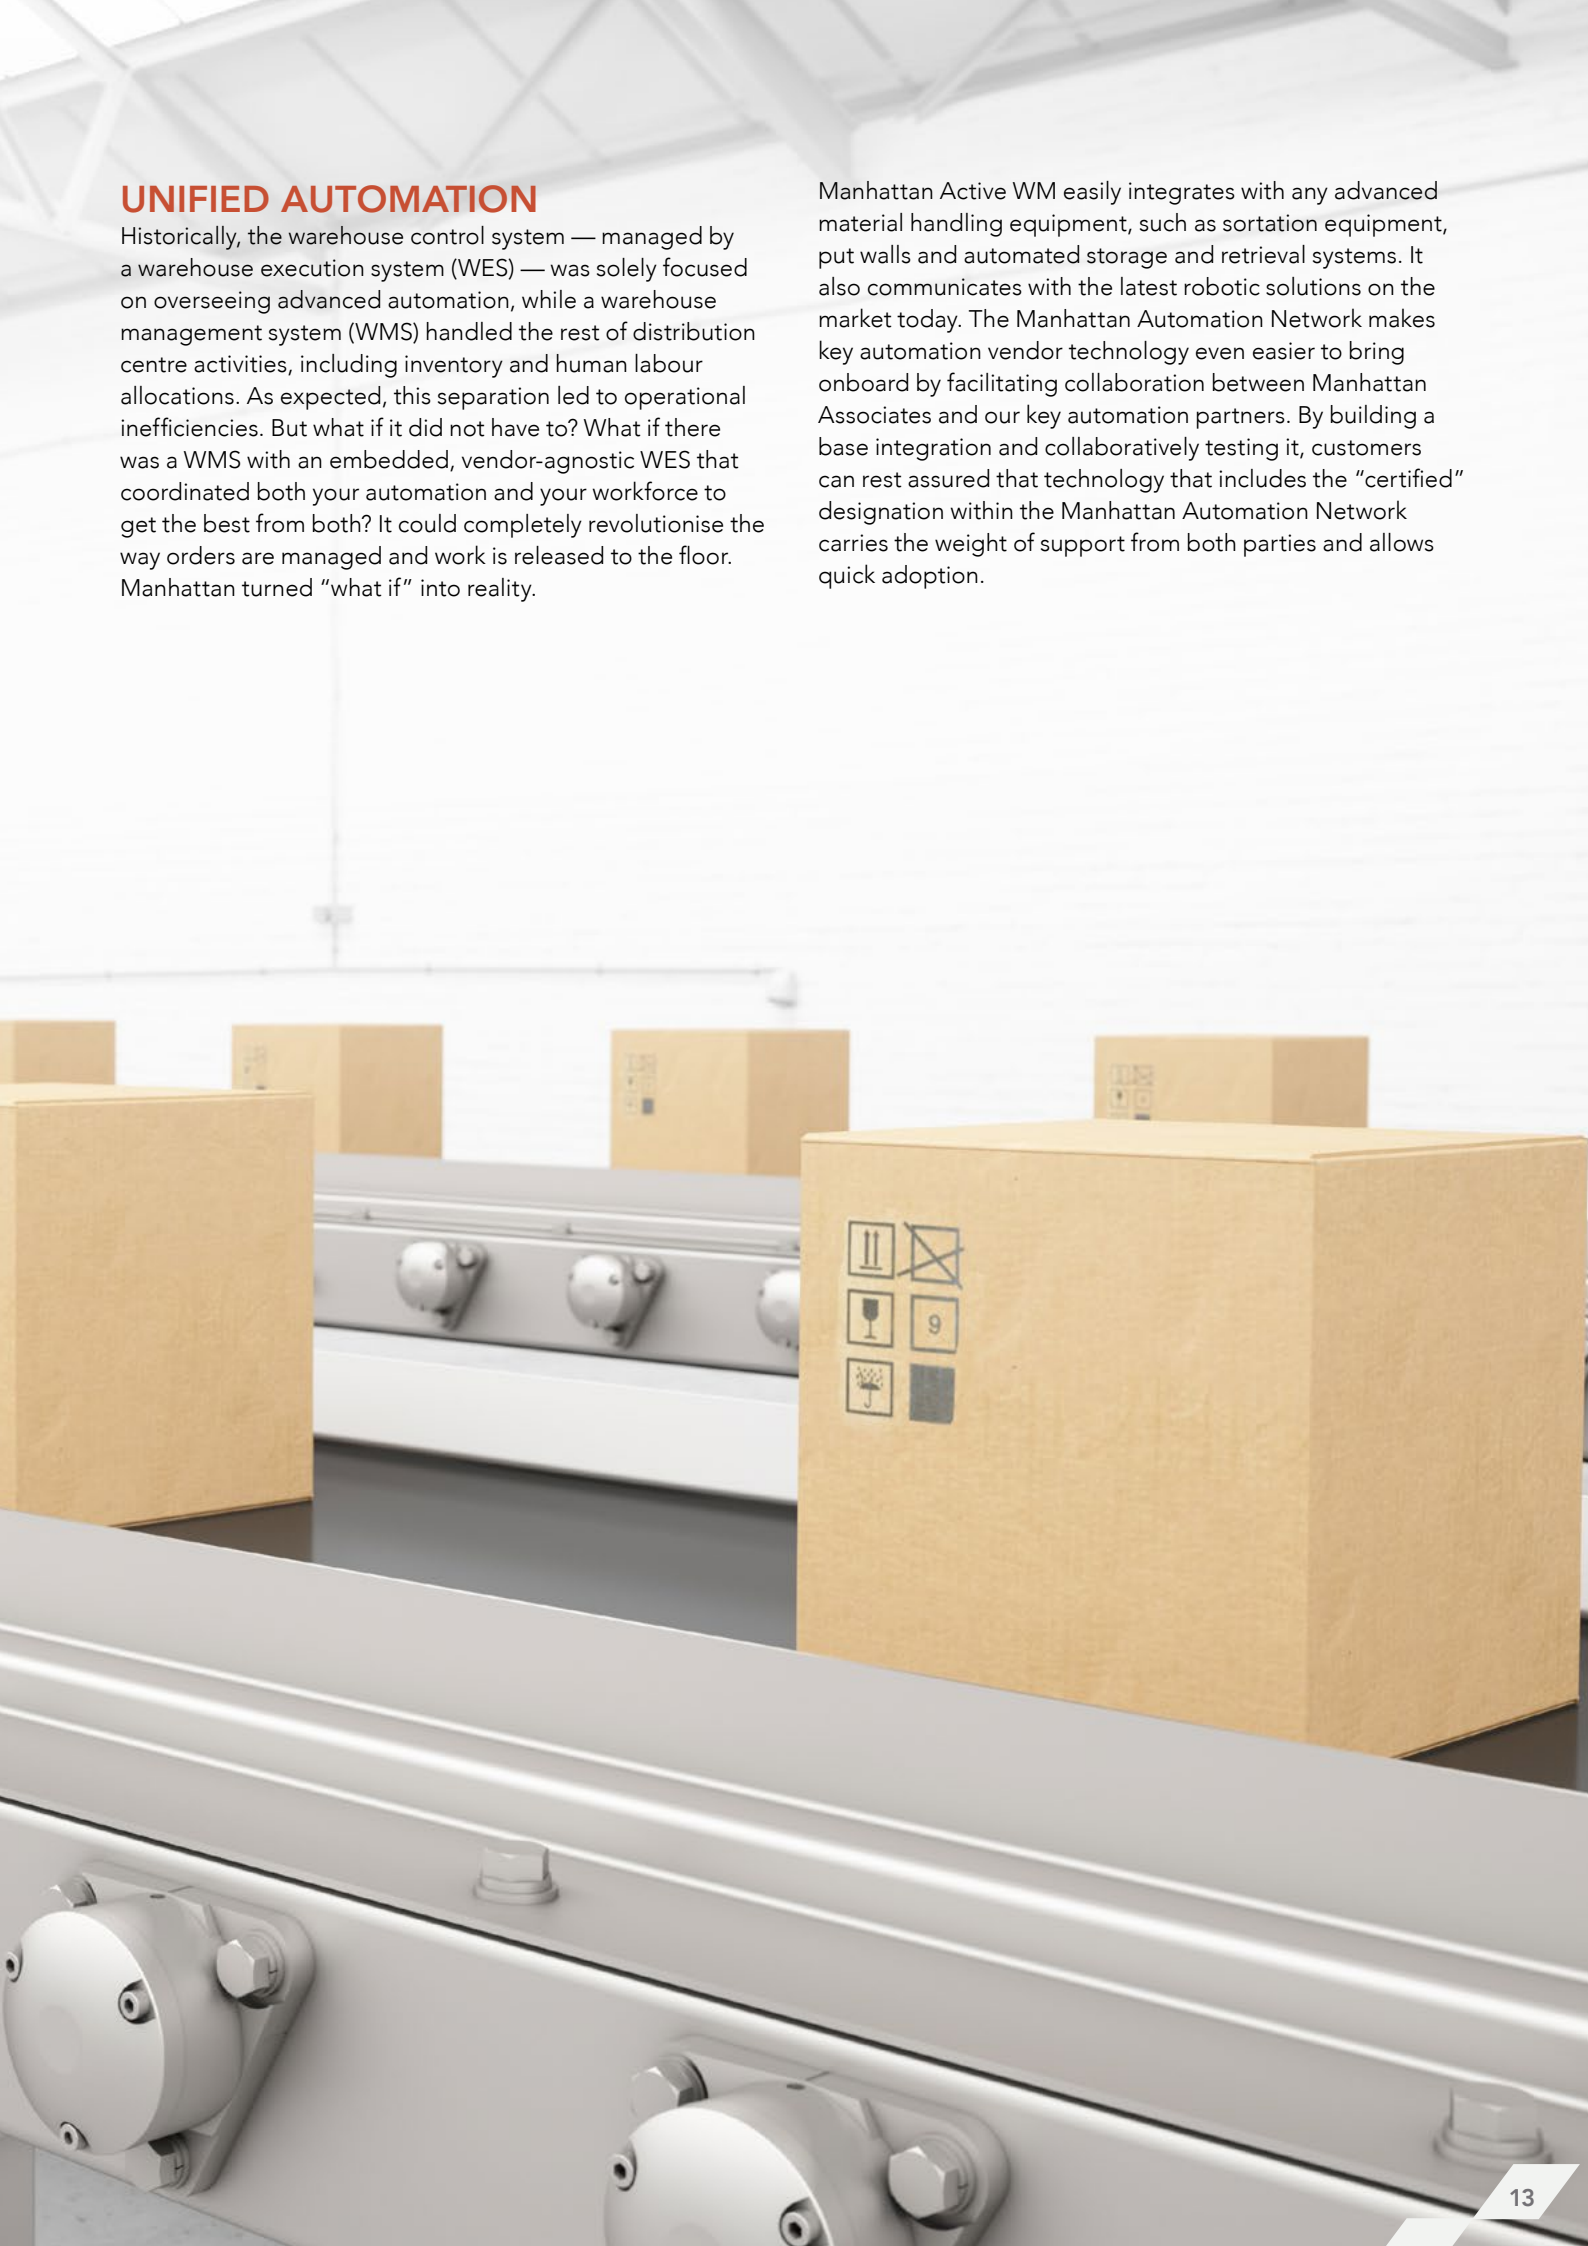 UNIFIED AUTOMATION
Historically, the warehouse control system — managed by
a warehouse execution system (WES) — was solely focused
on overseeing advanced automation, while a warehouse
management system (WMS) handled the rest of distribution
centre activities, including inventory and human labour
allocations. As expected, this separation led to operational
inefficiencies. But what if it did not have to? What if there
was a WMS with an embedded, vendor-agnostic WES that
coordinated both your automation and your workforce to
get the best from both? It could completely revolutionise the
way orders are managed and work is released to the floor.
Manhattan turned “what if” into reality.
Manhattan Active WM easily integrates with any advanced
material handling equipment, such as sortation equipment,
put walls and automated storage and retrieval systems. It
also communicates with the latest robotic solutions on the
market today. The Manhattan Automation Network makes
key automation vendor technology even easier to bring
onboard by facilitating collaboration between Manhattan
Associates and our key automation partners. By building a
base integration and collaboratively testing it, customers
can rest assured that technology that includes the “certified”
designation within the Manhattan Automation Network
carries the weight of support from both parties and allows
quick adoption.
9
13